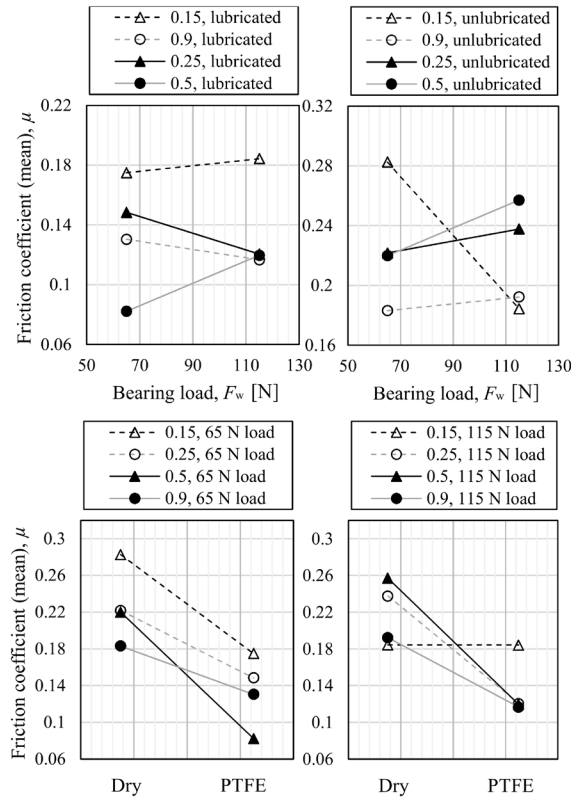 0.15, lubricated
0.9, lubricated
0.25, lubricated
0.5, lubricated
0.15, unlubricated
0.9, unlubricated
0.25, unlubricated
0.5, unlubricated
Friction coefficient (mean), μ
0.22
0.18
0.14
0.1
0.06
50
70
90
110
130
Bearing load, Fw [N]
0.32
0.28
0.24
0.2
0.16
50
70
90
110
130
Bearing load, Fw [N]
0.15, 65 N load
0.25, 65 N load
0.5, 65 N load
0.9, 65 N load
0.15, 115 N load
0.25, 115 N load
0.5, 115 N load
0.9, 115 N load
Friction coefficient (mean), μ
0.3
0.26
0.22
0.18
0.14
0.1
0.06
Dry
PTFE
0.3
0.26
0.22
0.18
0.14
0.1
0.06
Dry
PTFE